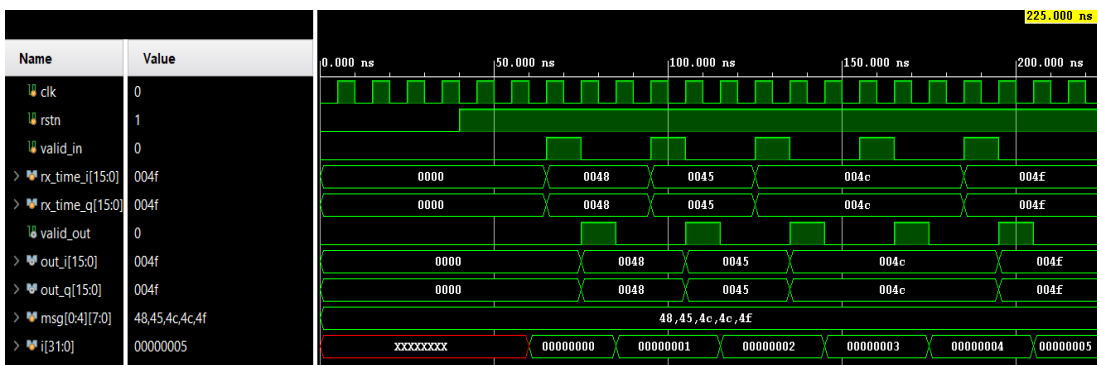 225.000 ns
Name Value 0.000 ns 50.000 ns 100.000 ns 150.000 ns 200.000 ns
clk 0
rstn 1
valid_in 0
rx_time_i[15:0] 004f 0000 0048 0045 004c 004f
rx_time_q[15:0] 004f 0000 0048 0045 004c 004f
valid_out 0
out_i[15:0] 004f 0000 0048 0045 004c 004f
out_q[15:0] 004f 0000 0048 0045 004c 004f
msg[0:4][7:0] 48,45,4c,4c,4f 48,45,4c,4c,4f
i[31:0] 00000005 XXXXXXXX 00000000 00000001 00000002 00000003 00000004 00000005